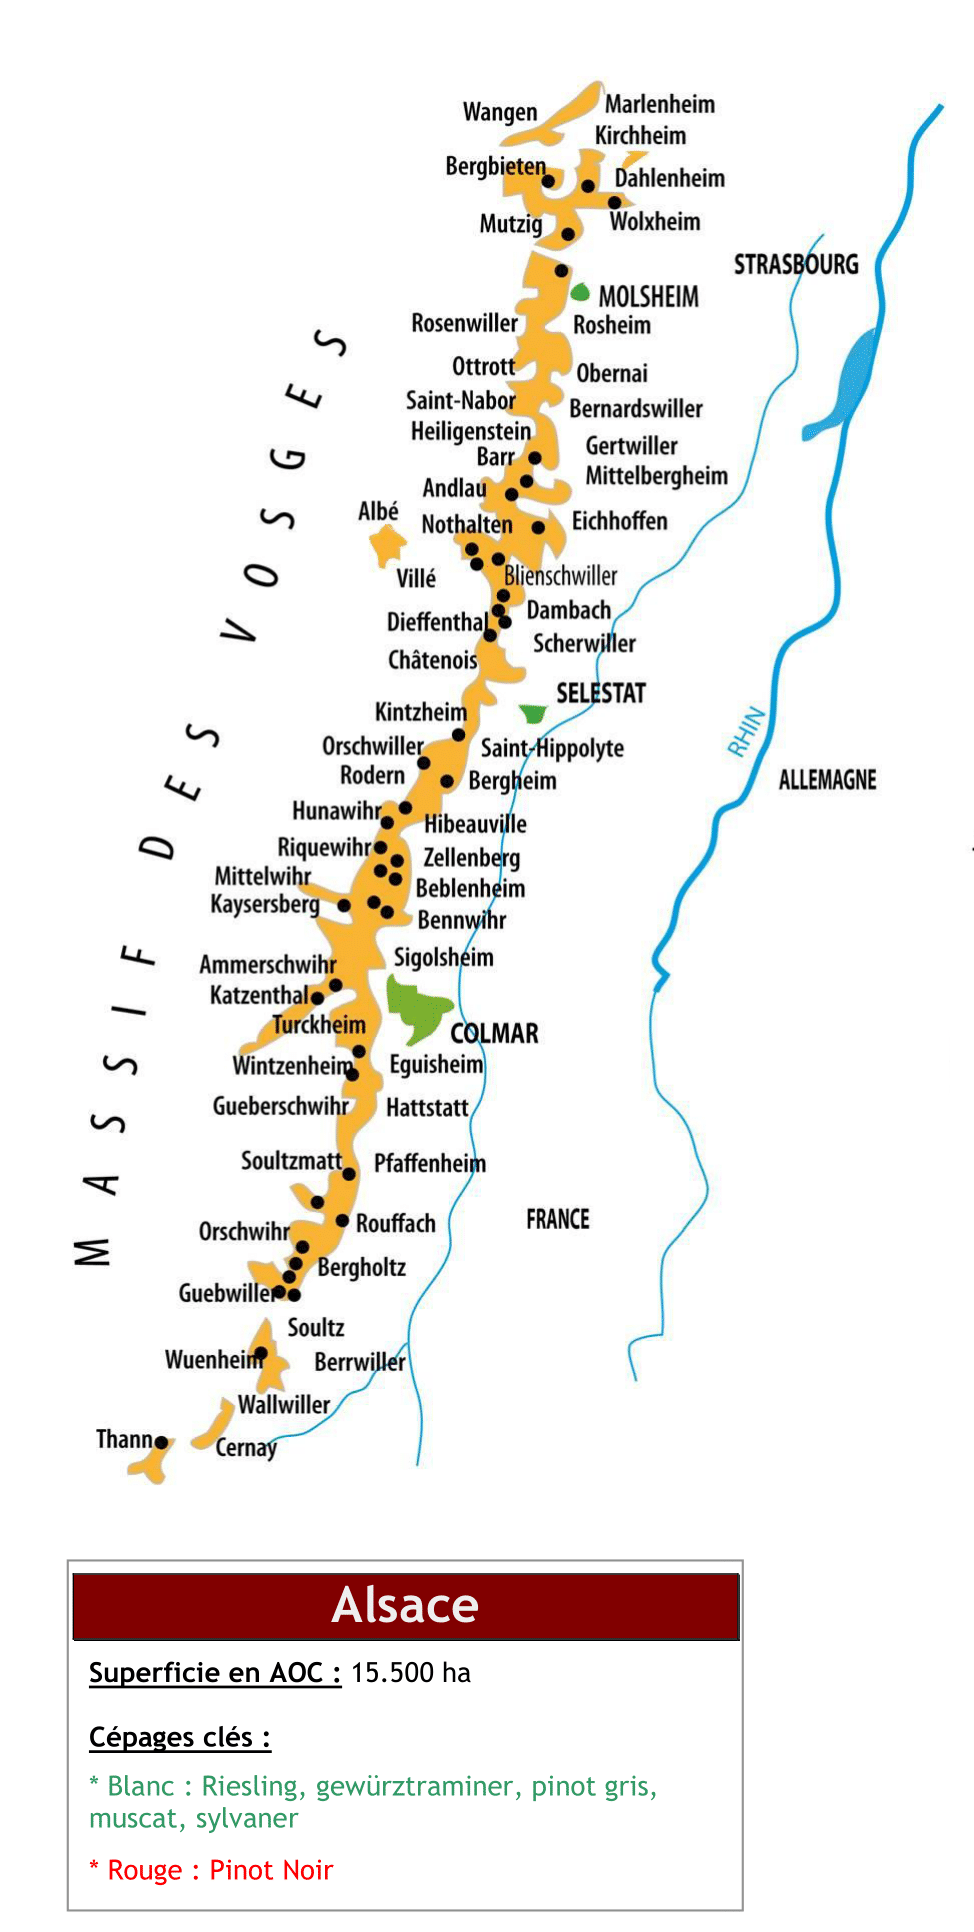 Wangen
Marlenheim
Kirchheim
Bergbieten
Dahlenheim
Mutzig
Wolxheim
STRASBOURG
MOLSHEIM
Rosenwiller
Rosheim
Ottrott
Obernai
Saint-Nabor
Bernardswiller
Heiligenstein
Gertwiller
Barr
Mittelbergheim
Andlau
Albé
Nothalten
Eichhoffen
Villé
Blienschwiller
Dambach
Dieffenthal
Scherwiller
Châtenois
SELESTAT
Kintzheim
Orschwiller
Saint-Hippolyte
Rodern
Bergheim
RHIN
ALLEMAGNE
Hunawihr
Hibeauville
Riquewihr
Zellenberg
Mittelwihr
Beblenheim
Kaysersberg
Bennwihr
Sigolsheim
Ammerschwihr
Katzenthal
Turckheim
COLMAR
Wintzenheim
Eguisheim
Gueberschwihr
Hattstatt
Soultzmatt
Pfaffenheim
MASSIF DES VOSGES
Orschwihr
Rouffach
FRANCE
Bergholtz
Guebwiller
Soultz
Wuenheim
Berrwiller
Wallwiller
Thann
Cernay
Alsace
Superficie en AOC : 15.500 ha
Cépages clés :
* Blanc : Riesling, gewürztraminer, pinot gris,
muscat, sylvaner
* Rouge : Pinot Noir